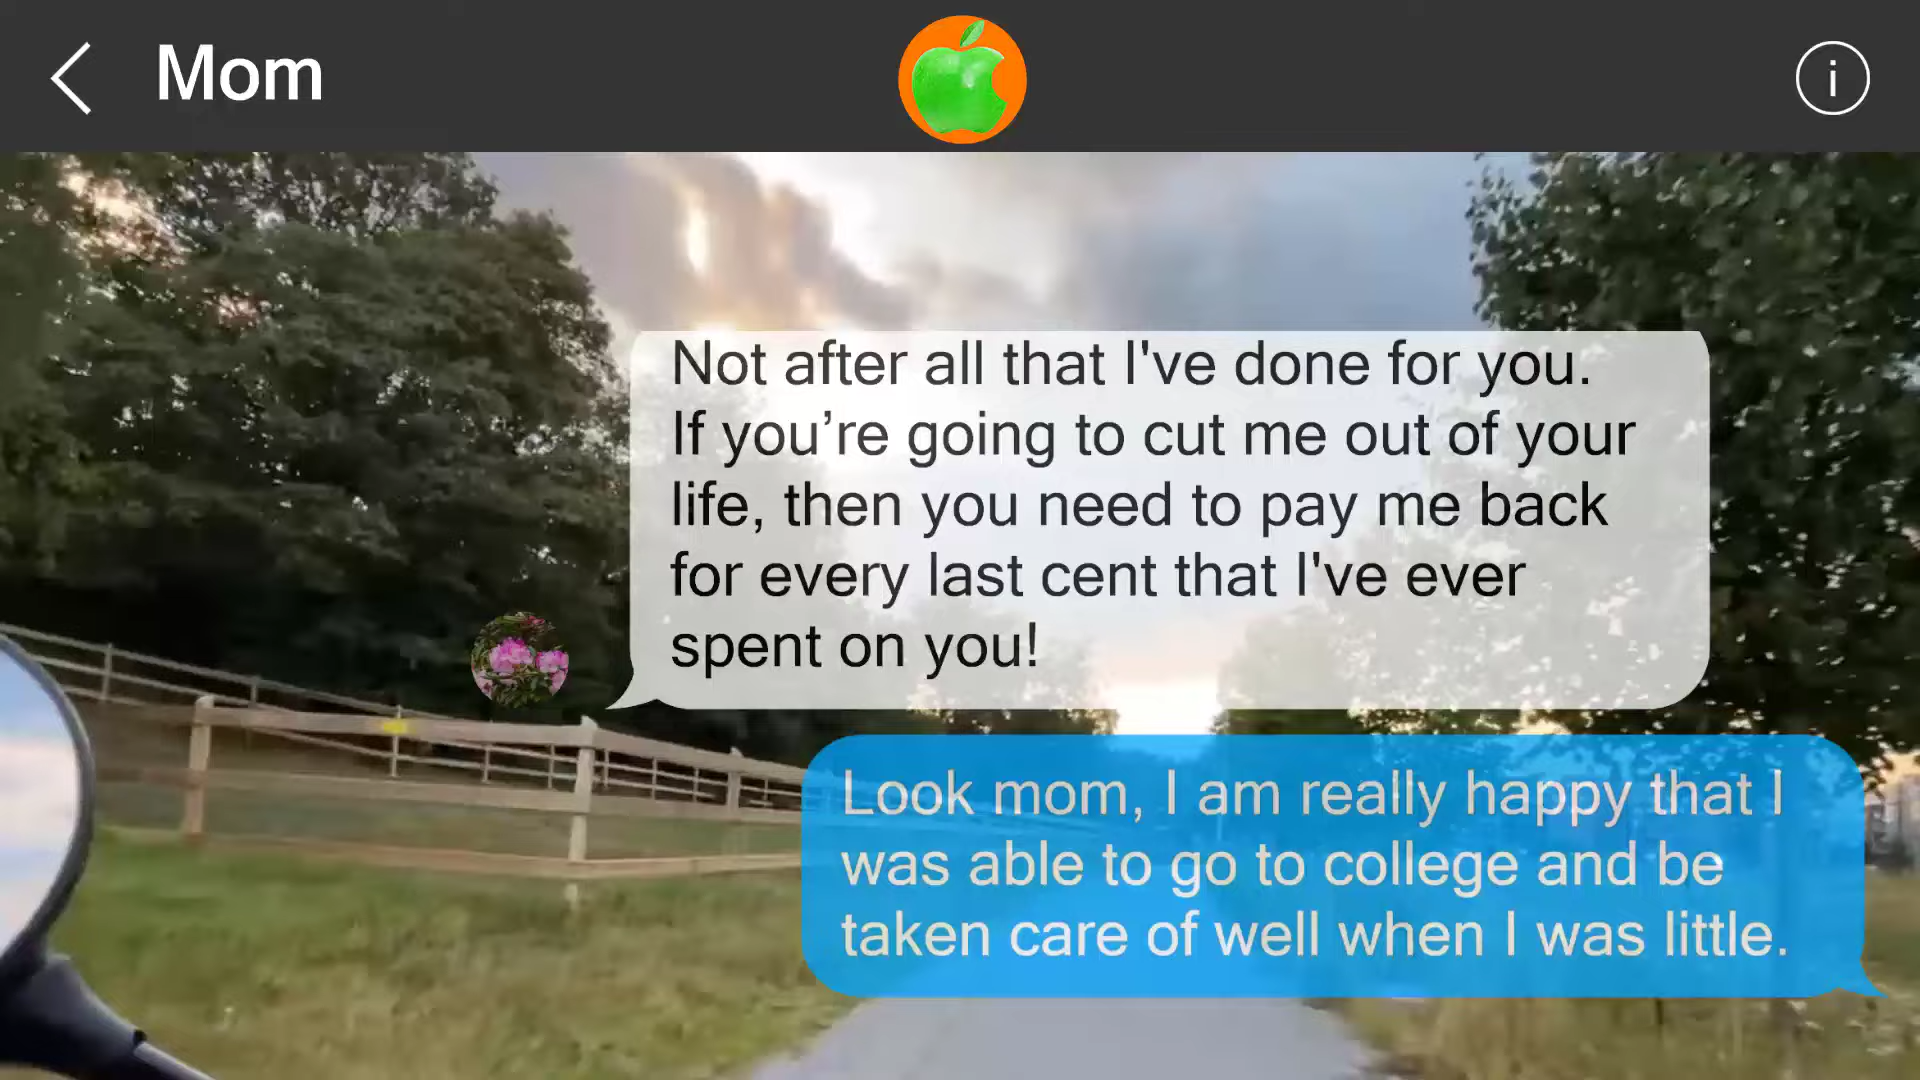 Mom
i
Not after all that I've done for you.
If you’re going to cut me out of your
life, then you need to pay me back
for every last cent that I've ever
spent on you!
Look mom, I am really happy that I
was able to go to college and be
taken care of well when I was little.